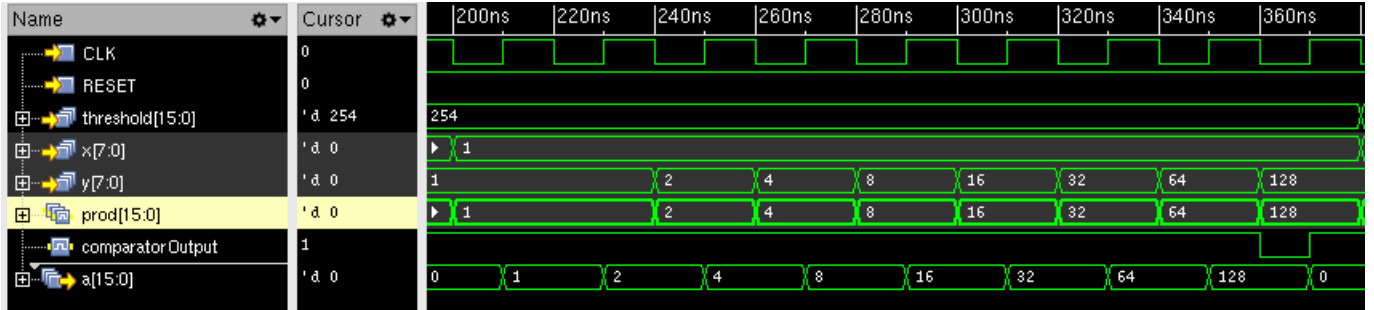 Name Cursor 200ns 220ns 240ns 260ns 280ns 300ns 320ns 340ns 360ns
CLK 0
RESET 0
threshold[15:0] 'd 254 254
x[7:0] 'd 0 1
y[7:0] 'd 0 1 2 4 8 16 32 64 128
prod[15:0] 'd 0 1 2 4 8 16 32 64 128
comparatorOutput 1
a[15:0] 'd 0 0 1 2 4 8 16 32 64 128 0